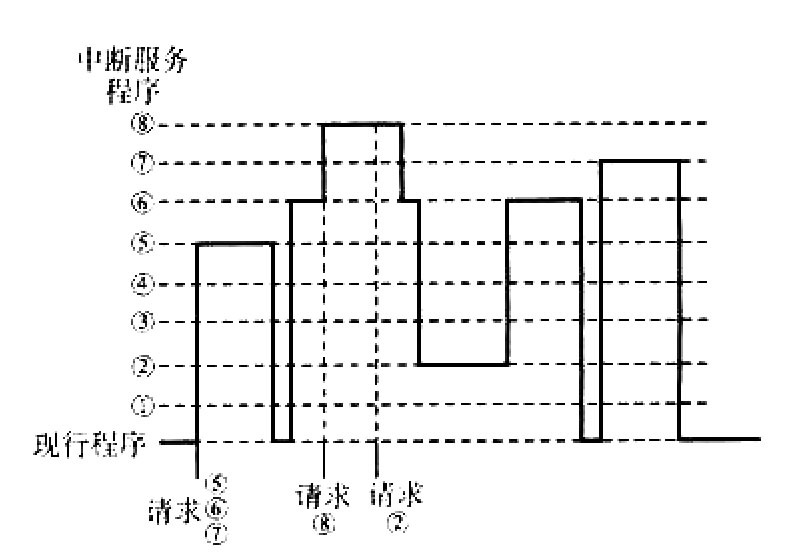 中断服务
程序
⑧
⑦
⑥
⑤
④
③
②
①
现行程序
请求 ⑤
⑥
⑦
请求
⑧
请求
②